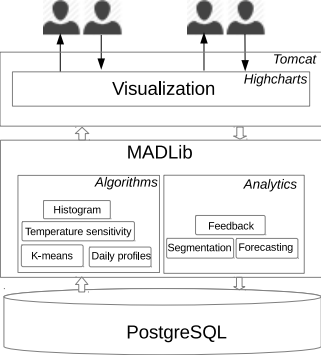 Tomcat
Highcharts
Visualization
MADLib
Algorithms
Analytics
Histogram
Temperature sensitivity
K-means
Daily profiles
Feedback
Segmentation
Forecasting
PostgreSQL